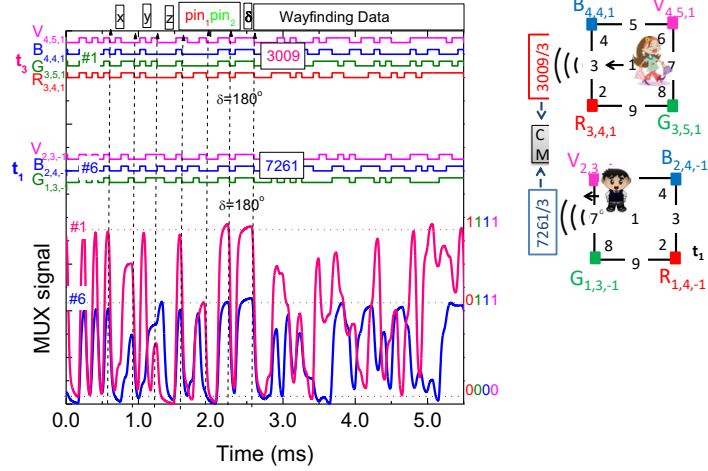 x y z pin1pin2 δ Wayfinding Data
V4,5,1
B4,4,1
t3 #1 G3,5,1 3009
R3,4,1
δ=180°
V2,3,-1
t1 B2,4,-1 #6 7261
G1,3,-1
δ=180°
#1 1111
#6 0111
0000
MUX signal
0.0 1.0 2.0 3.0 4.0 5.0
Time (ms)
B4,4,1 5 V4,5,1
4 6
3009/3 3 1 7
2 8
R3,4,1 9 G3,5,1
C
M
V2,3,-1 B2,4,-1
4
7261/3 7 1 3
8 2 t1
G1,3,-1 9 R1,4,-1